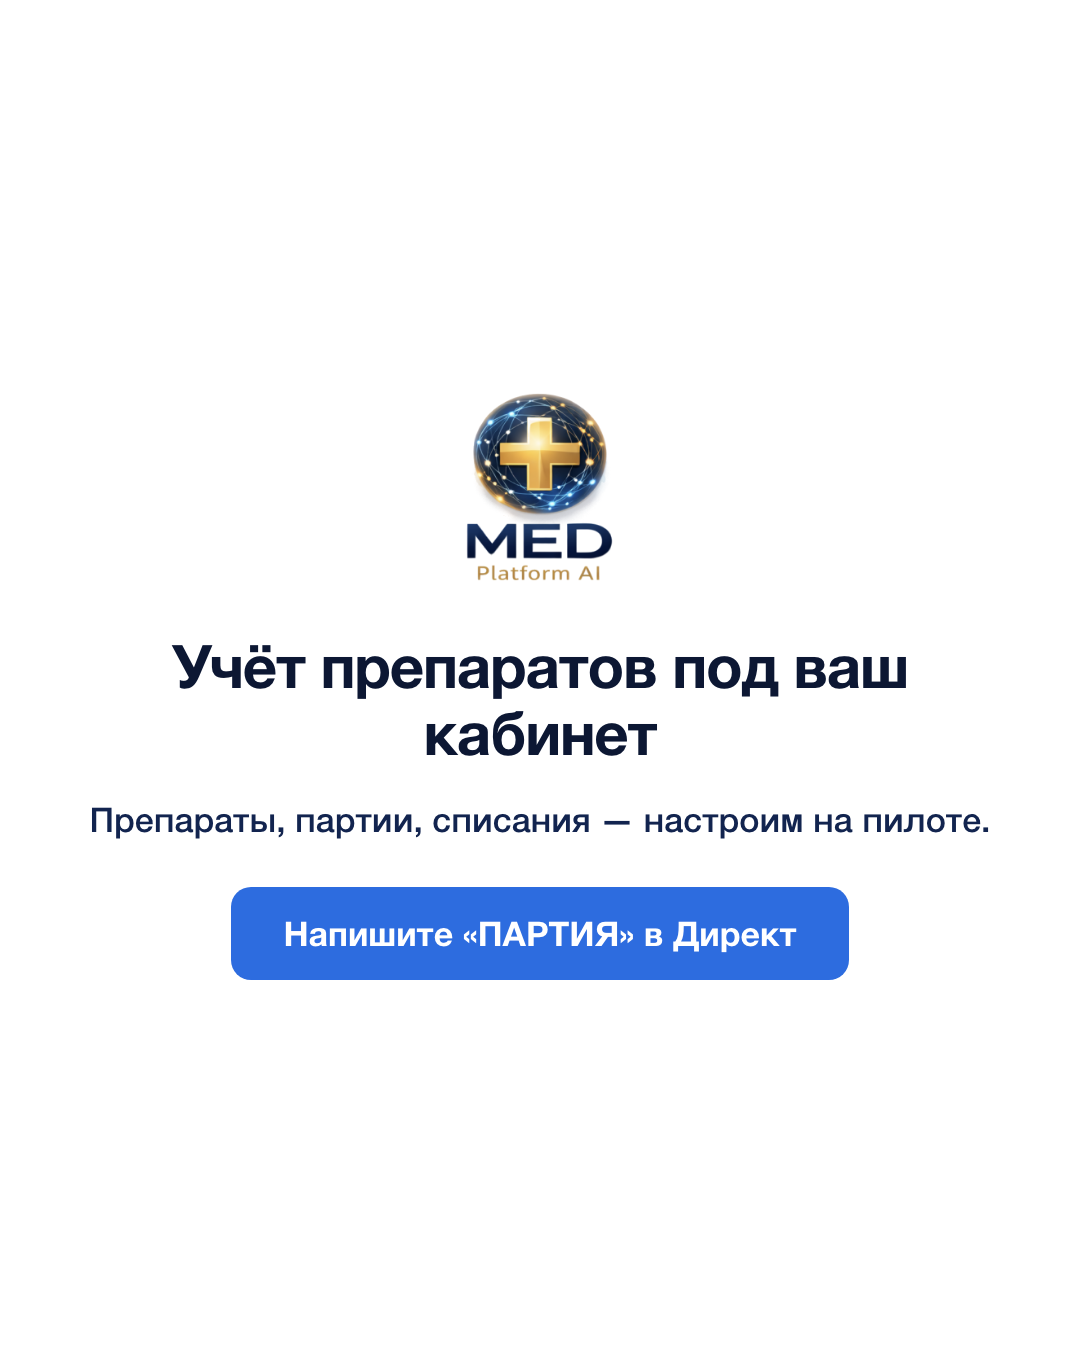 MED
Platform AI
Учёт препаратов под ваш
кабинет
Препараты, партии, списания — настроим на пилоте.
Напишите «ПАРТИЯ» в Директ